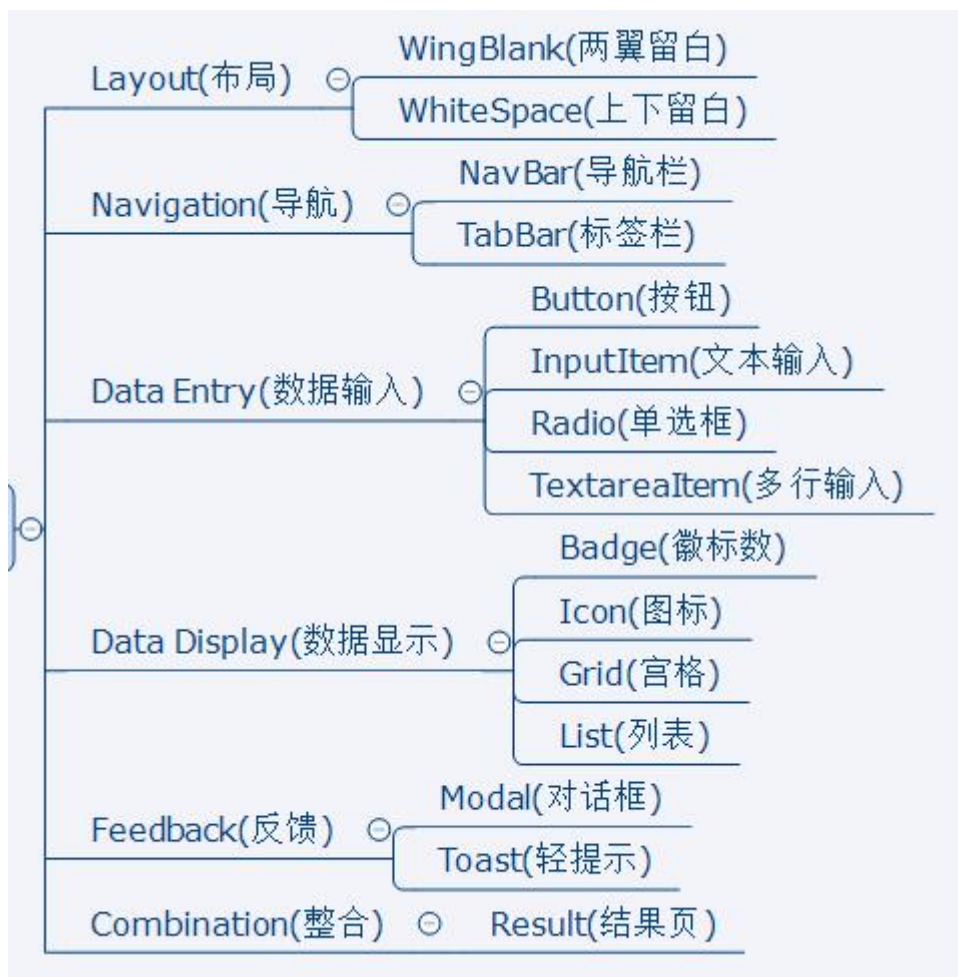 Layout(布局)
WingBlank(两翼留白)
WhiteSpace(上下留白)
Navigation(导航)
NavBar(导航栏)
TabBar(标签栏)
Data Entry(数据输入)
Button(按钮)
InputItem(文本输入)
Radio(单选框)
TextareaItem(多行输入)
Data Display(数据显示)
Badge(徽标数)
Icon(图标)
Grid(宫格)
List(列表)
Feedback(反馈)
Modal(对话框)
Toast(轻提示)
Combination(整合)
Result(结果页)